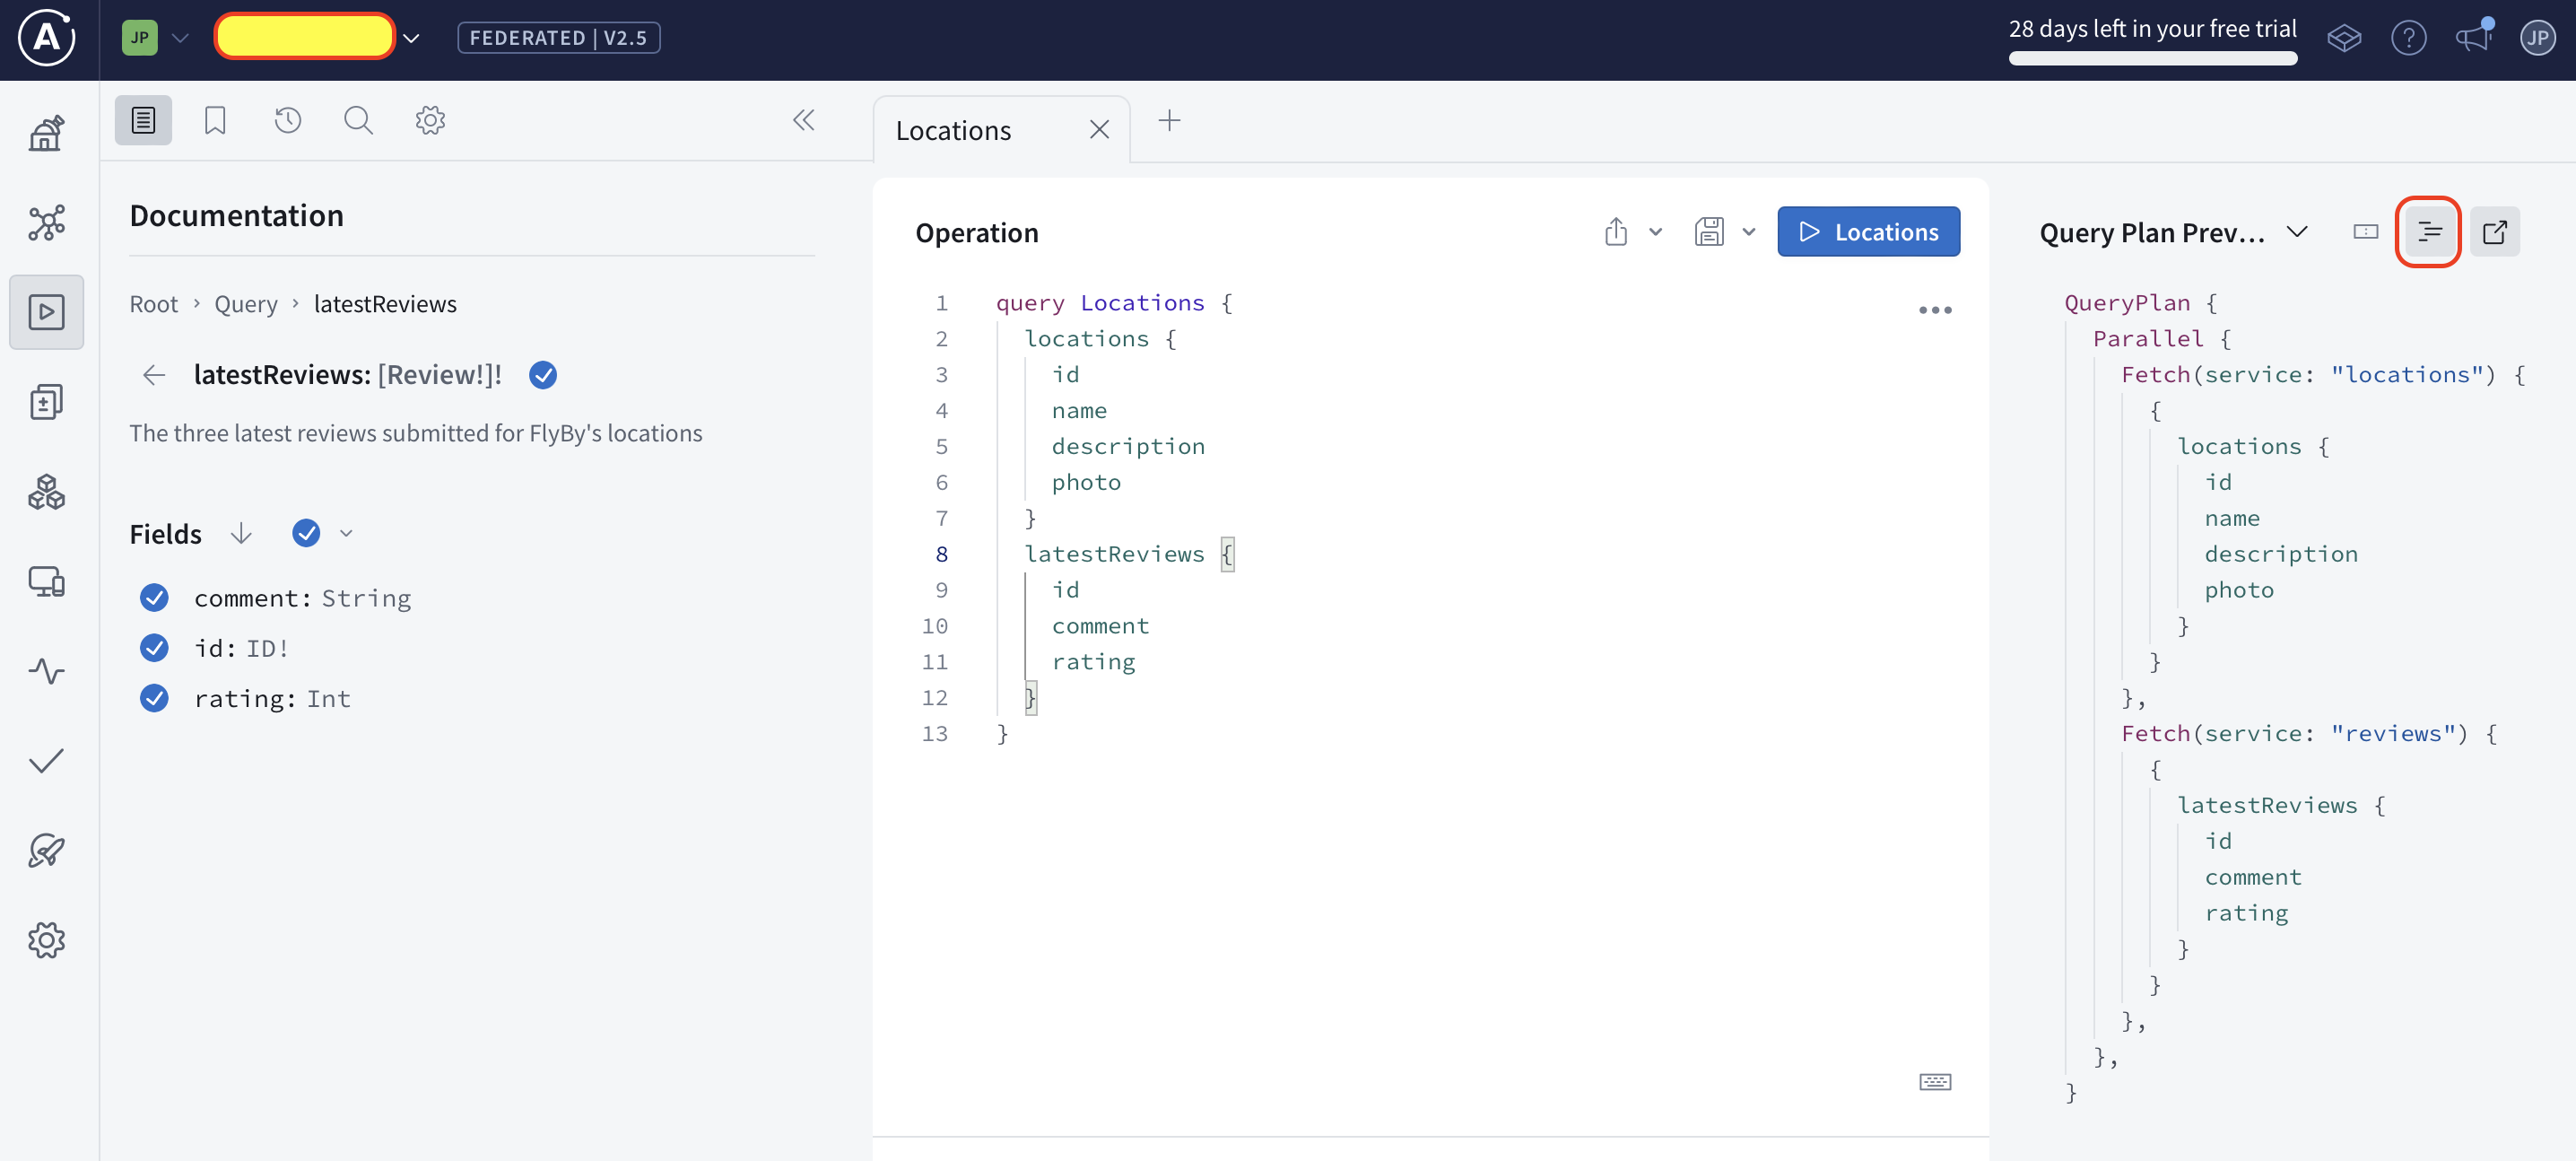 JP
FEDERATED | V2.5
28 days left in your free trial
JP
Locations
Documentation
Root › Query › latestReviews
latestReviews: [Review!]!
The three latest reviews submitted for FlyBy's locations
Fields
comment: String
id: ID!
rating: Int
Operation
Locations
1 query Locations {
2 locations {
3 id
4 name
5 description
6 photo
7 }
8 latestReviews {
9 id
10 comment
11 rating
12 }
13 }
Query Plan Prev...
QueryPlan {
Parallel {
Fetch(service: "locations") {
{
locations {
id
name
description
photo
}
}
},
Fetch(service: "reviews") {
{
latestReviews {
id
comment
rating
}
}
},
},
}